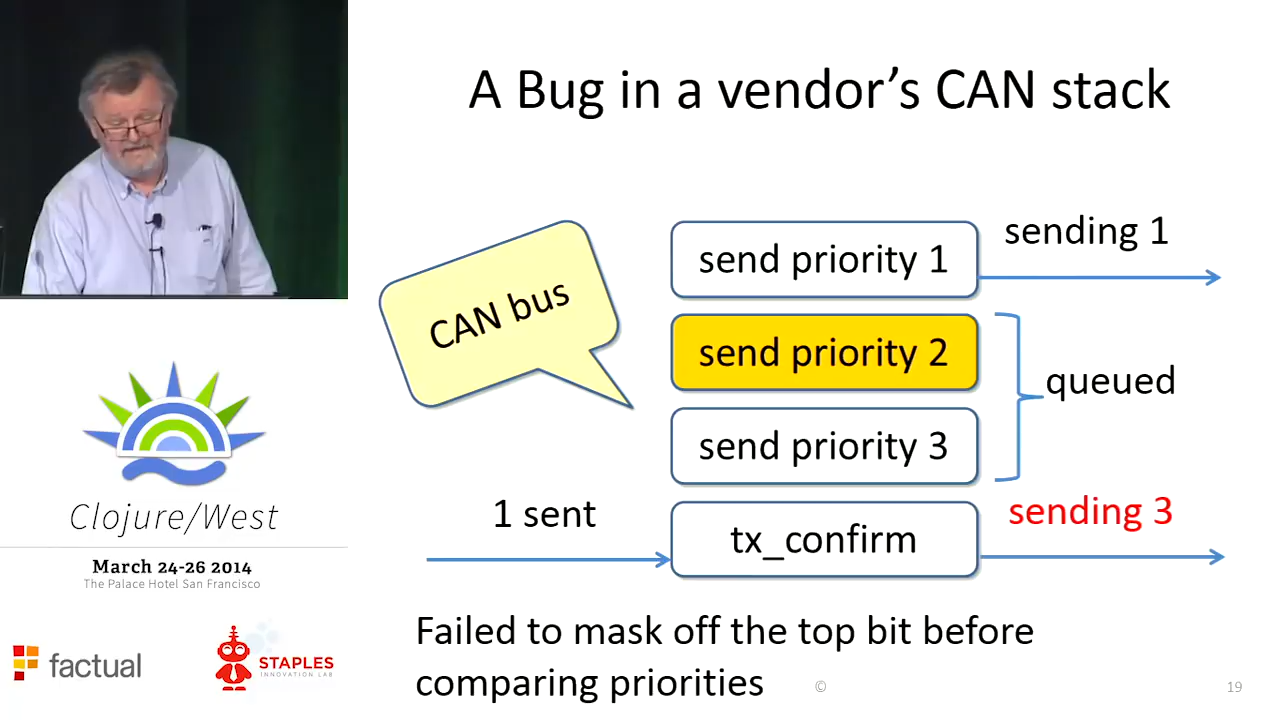 A Bug in a vendor's CAN stack
CAN bus
send priority 1
sending 1
send priority 2
queued
send priority 3
1 sent
tx_confirm
sending 3
Failed to mask off the top bit before
comparing priorities
©
19
Clojure/West
March 24-26 2014
The Palace Hotel San Francisco
factual
STAPLES
INNOVATION LAB